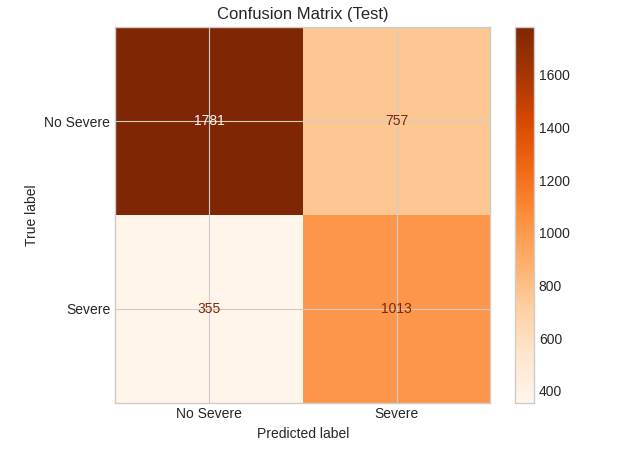 Confusion Matrix (Test)
True label
No Severe
Severe
1781
757
355
1013
No Severe
Severe
Predicted label
1600
1400
1200
1000
800
600
400